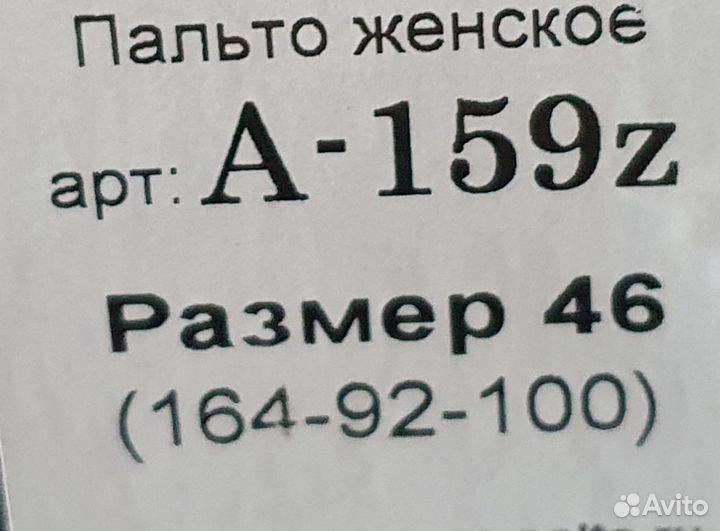 Пальто женское
арт: А-159z
Размер 46
(164-92-100)
Avito